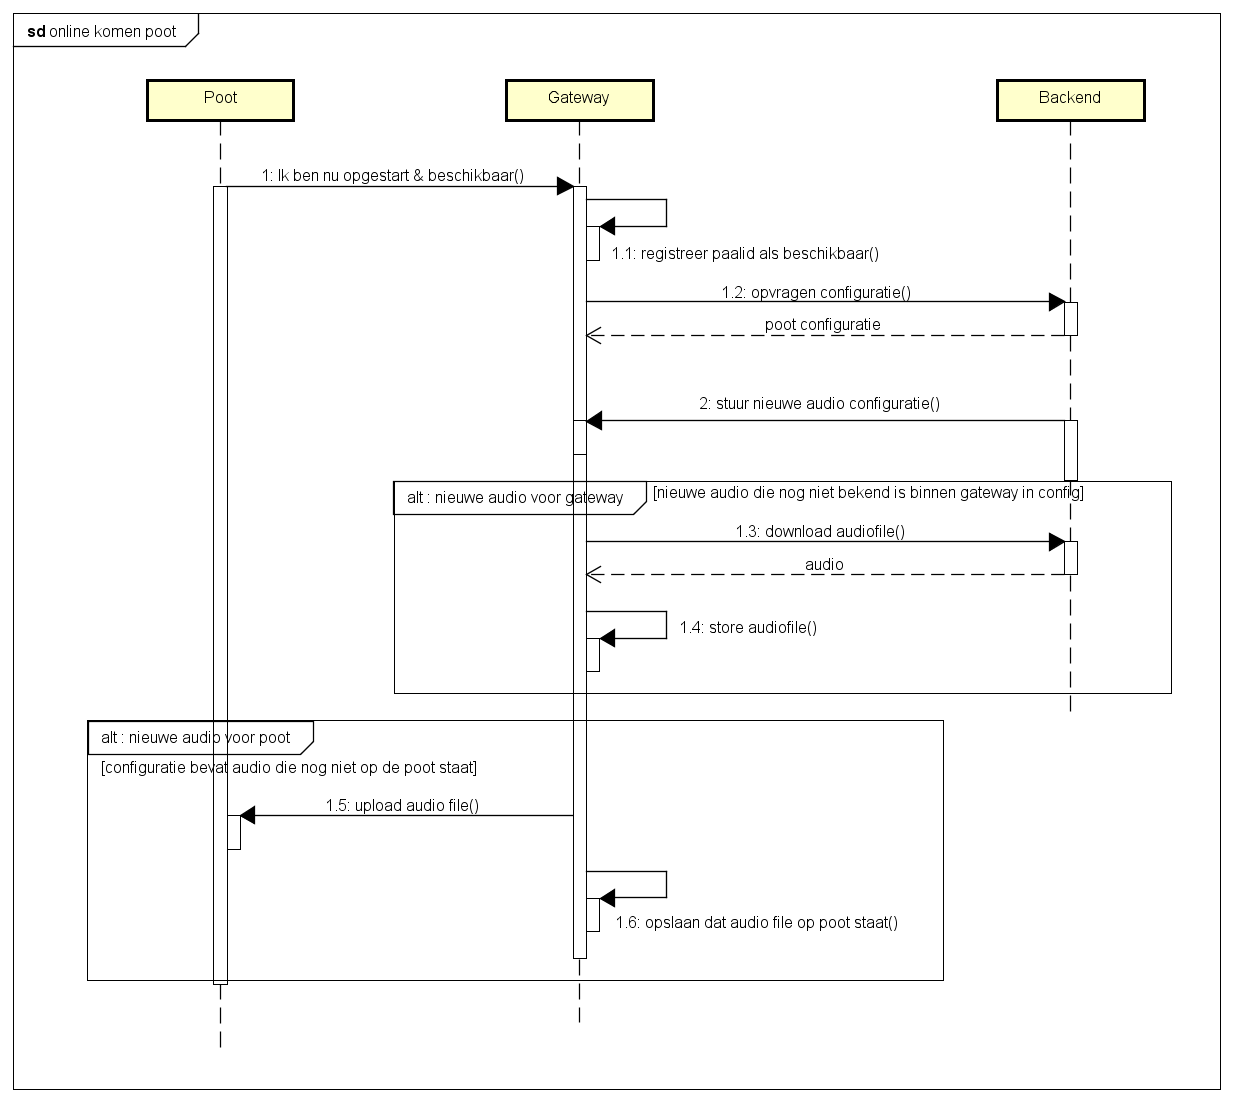 sd online komen poot
Poot
Gateway
Backend
1: Ik ben nu opgestart & beschikbaar()
1.1: registreer paalid als beschikbaar()
1.2: opvragen configuratie()
poot configuratie
2: stuur nieuwe audio configuratie()
alt : nieuwe audio voor gateway
[nieuwe audio die nog niet bekend is binnen gateway in config]
1.3: download audiofile()
audio
1.4: store audiofile()
alt : nieuwe audio voor poot
[configuratie bevat audio die nog niet op de poot staat]
1.5: upload audio file()
1.6: opslaan dat audio file op poot staat()